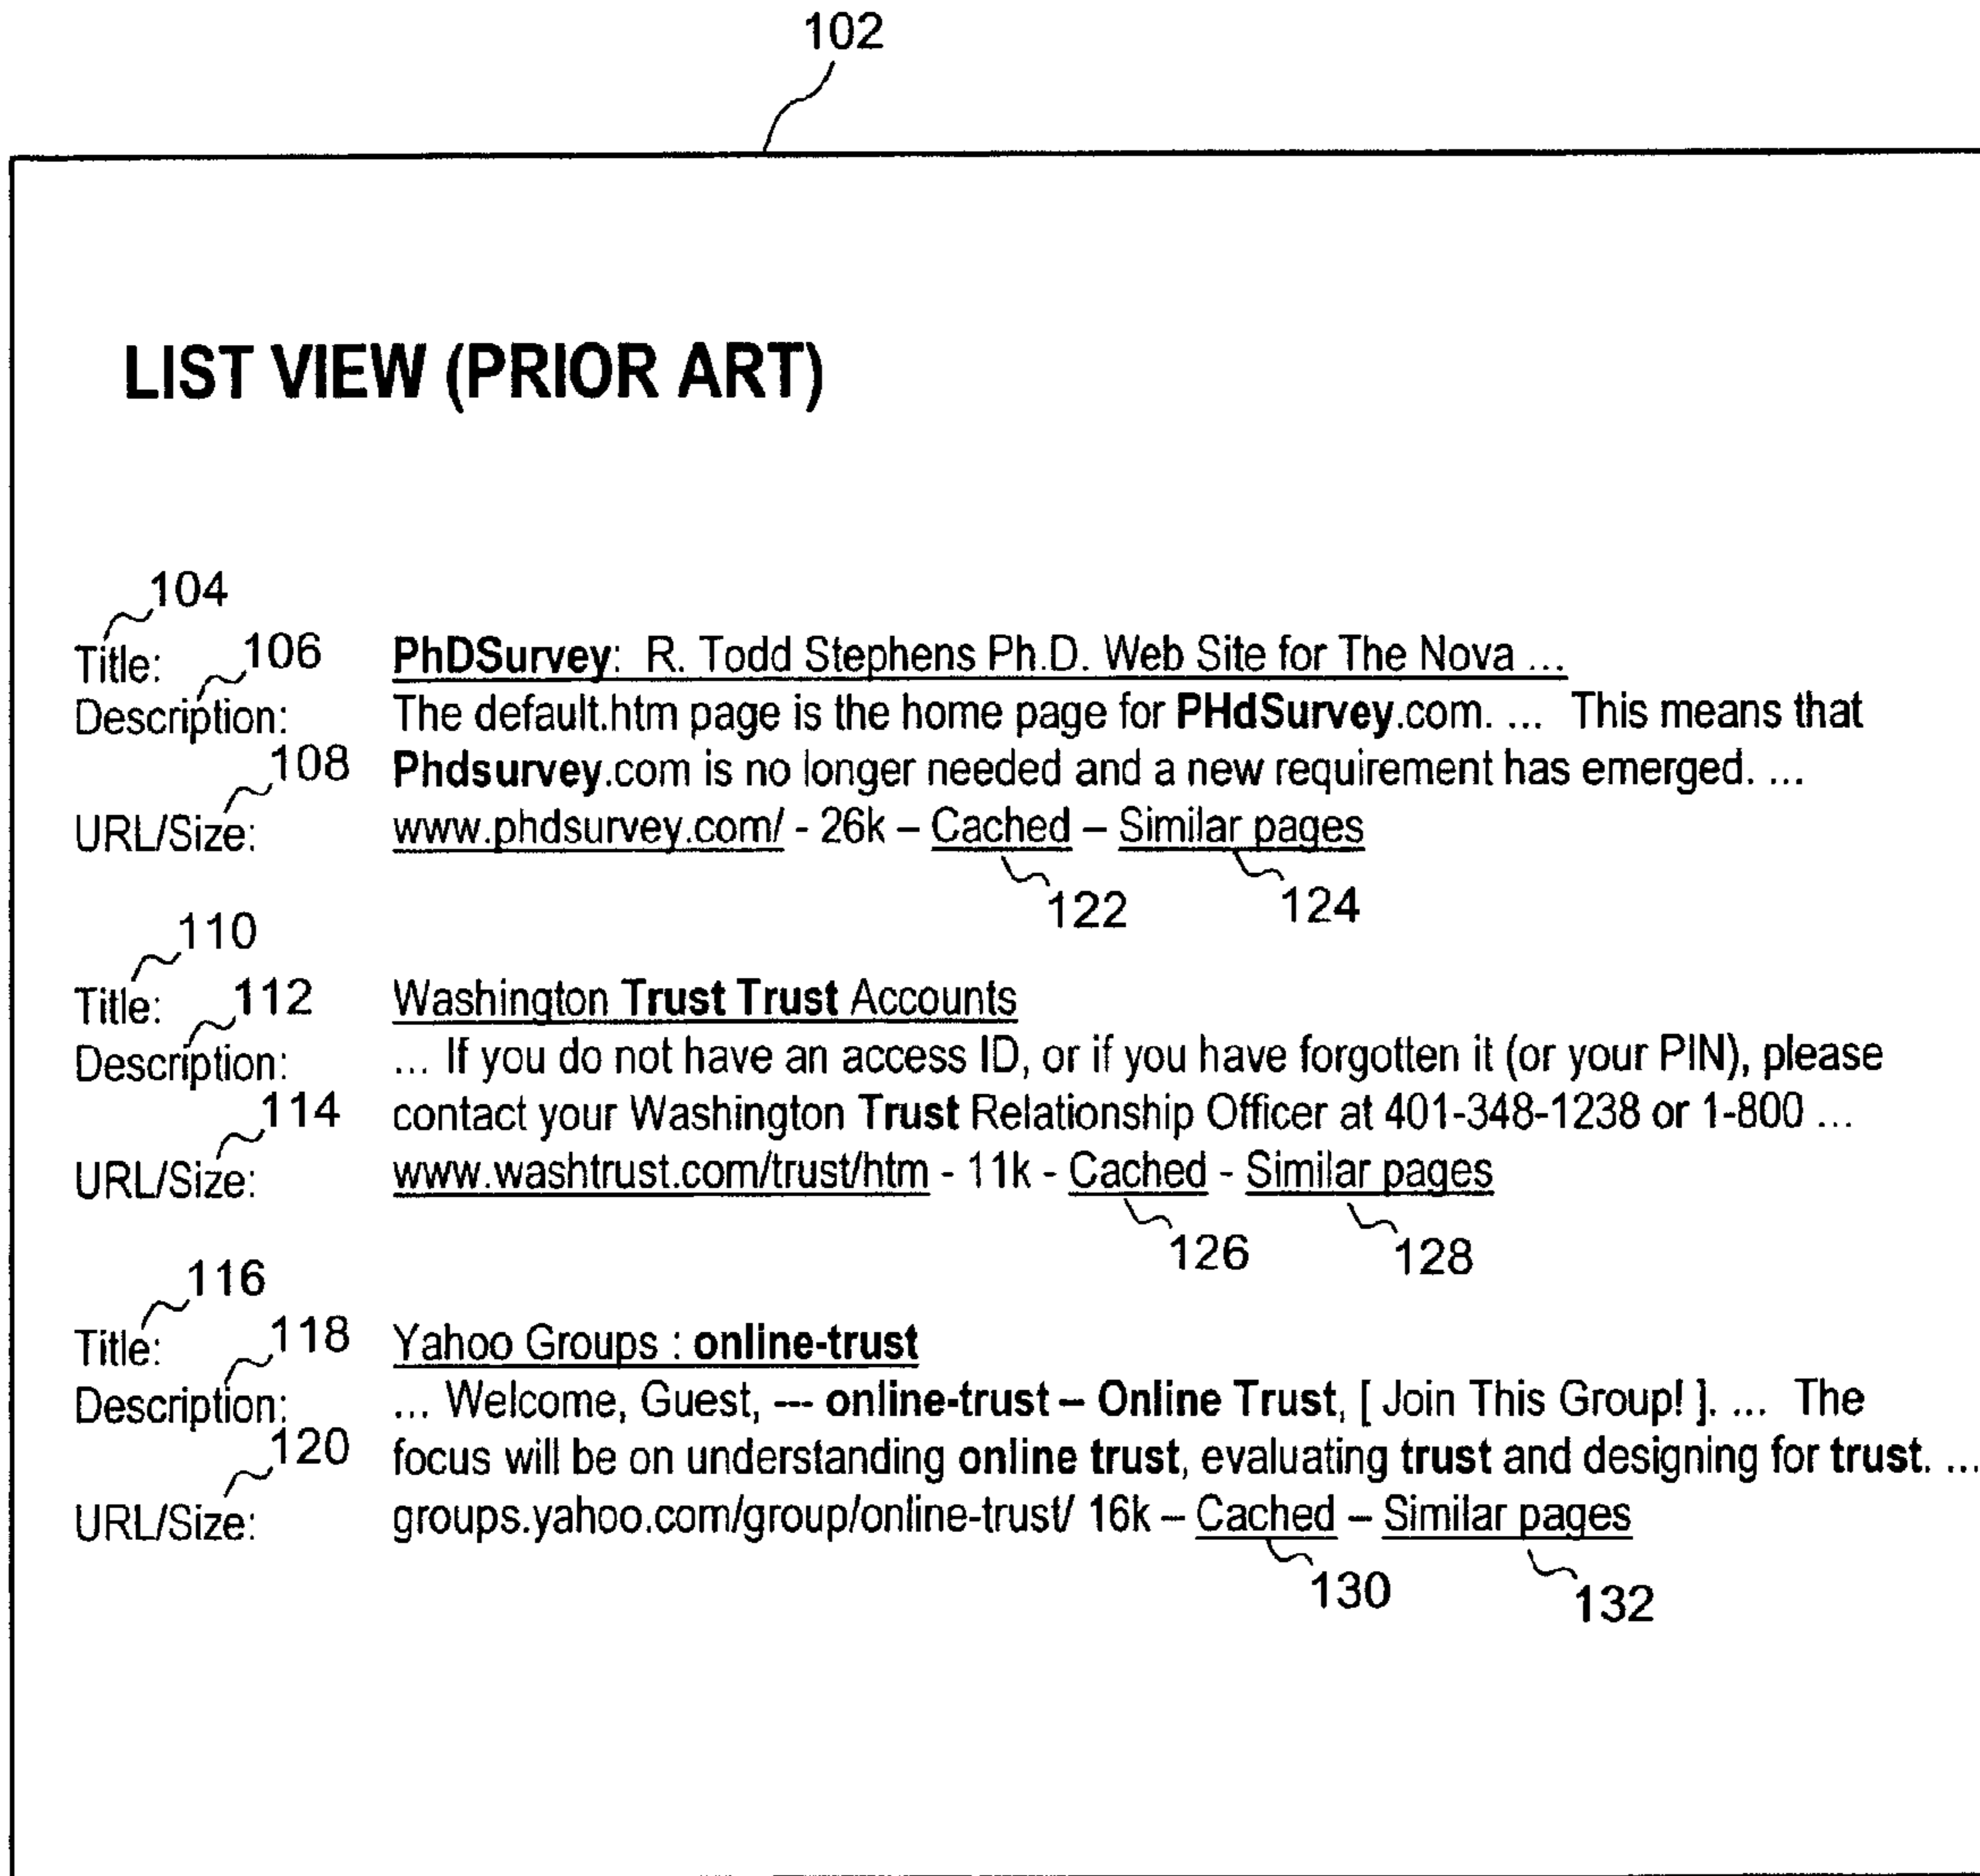 102
LIST VIEW (PRIOR ART)
104
Title: 106 PhDSurvey: R. Todd Stephens Ph.D. Web Site for The Nova ...
Description: The default.htm page is the home page for PHdSurvey.com. ... This means that
108 Phdsurvey.com is no longer needed and a new requirement has emerged. ...
URL/Size: www.phdsurvey.com/ - 26k – Cached – Similar pages
122 124
110
Title: 112 Washington Trust Trust Accounts
Description: ... If you do not have an access ID, or if you have forgotten it (or your PIN), please
114 contact your Washington Trust Relationship Officer at 401-348-1238 or 1-800 ...
URL/Size: www.washtrust.com/trust/htm - 11k - Cached - Similar pages
126 128
116
Title: 118 Yahoo Groups : online-trust
Description: ... Welcome, Guest, --- online-trust – Online Trust, [ Join This Group! ]. ... The
120 focus will be on understanding online trust, evaluating trust and designing for trust. ...
URL/Size: groups.yahoo.com/group/online-trust/ 16k – Cached – Similar pages
130 132